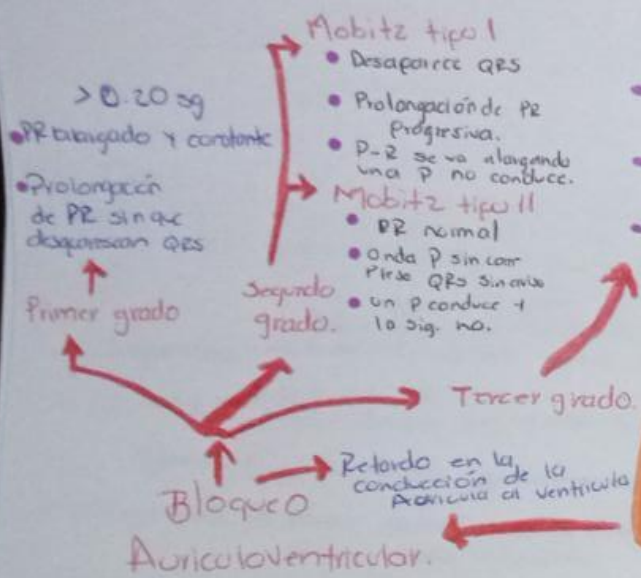 > 0.20 sg
PR alargado y constante
Prolongación
de PR sin que
desaparezcan QRS
Primer grado
Mobitz tipo I
Desaparece QRS
Prolongación de PR
Progresiva.
P-R se va alargando
una P no conduce.
Mobitz tipo II
PR normal
Onda P sin
QRS sin aviso
un P conduce y
la sig. no.
Segundo
grado.
Tercer grado.
Bloqueo
Auriculoventricular.
Retardo en la
conducción de la
Auricula al ventriculo